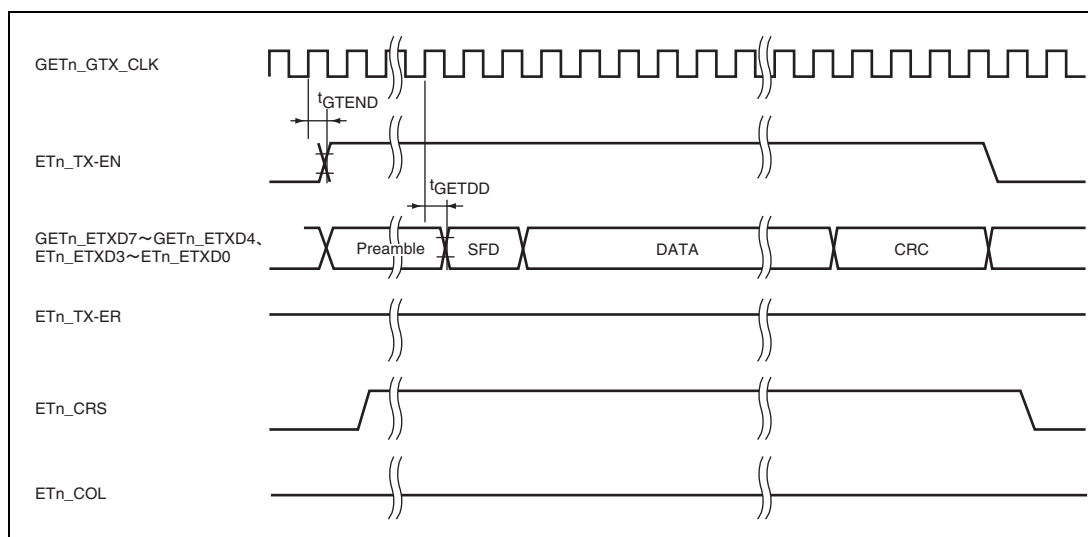 GETn_GTX_CLK
tGTEND
ETn_TX-EN
tGETDD
GETn_ETXD7～GETn_ETXD4、
ETn_ETXD3～ETn_ETXD0
Preamble
SFD
DATA
CRC
ETn_TX-ER
ETn_CRS
ETn_COL